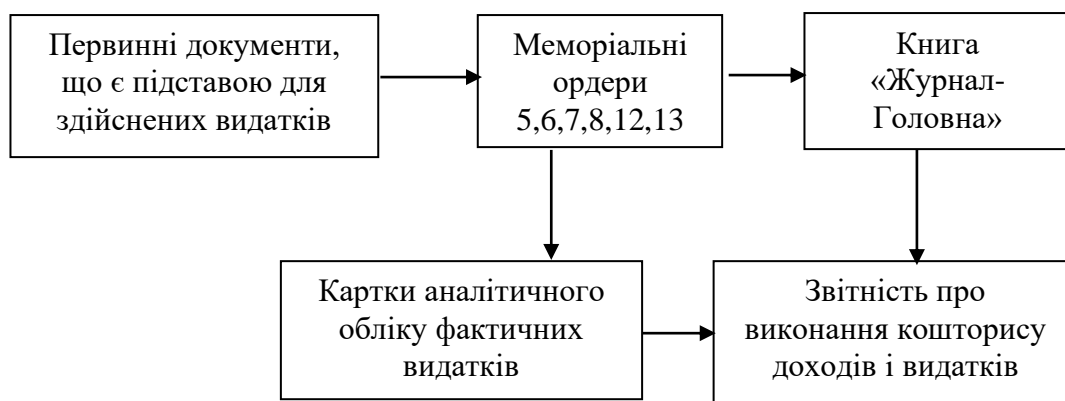 Первинні документи,
що є підставою для
здійснених видатків
Меморіальні
ордери
5,6,7,8,12,13
Книга
«Журнал-
Головна»
Картки аналітичного
обліку фактичних
видатків
Звітність про
виконання кошторису
доходів і видатків